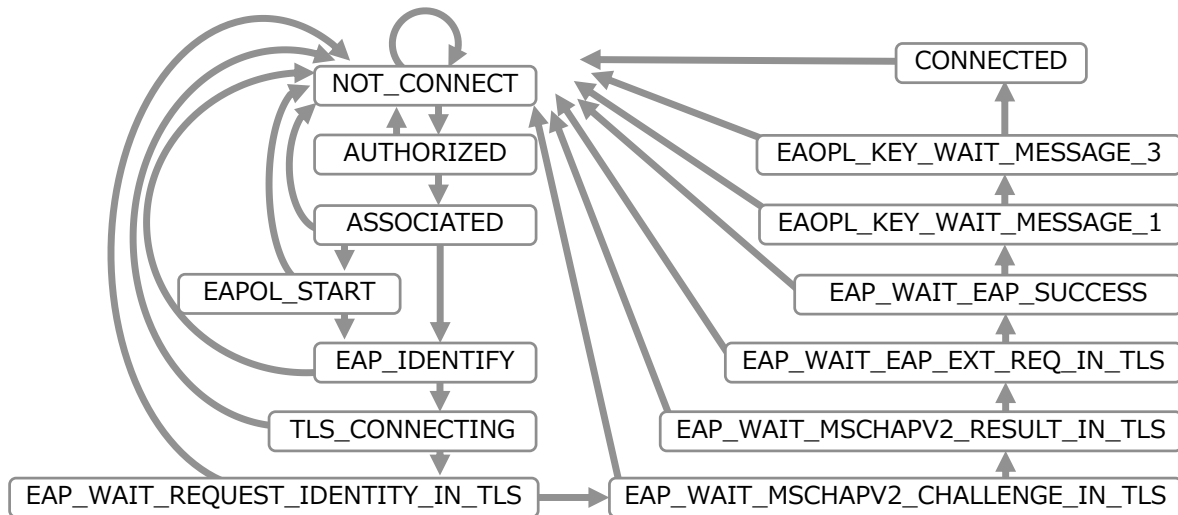 NOT_CONNECT
AUTHORIZED
ASSOCIATED
EAPOL_START
EAP_IDENTIFY
TLS_CONNECTING
EAP_WAIT_REQUEST_IDENTITY_IN_TLS
CONNECTED
EAOPL_KEY_WAIT_MESSAGE_3
EAOPL_KEY_WAIT_MESSAGE_1
EAP_WAIT_EAP_SUCCESS
EAP_WAIT_EAP_EXT_REQ_IN_TLS
EAP_WAIT_MSCHAPV2_RESULT_IN_TLS
EAP_WAIT_MSCHAPV2_CHALLENGE_IN_TLS